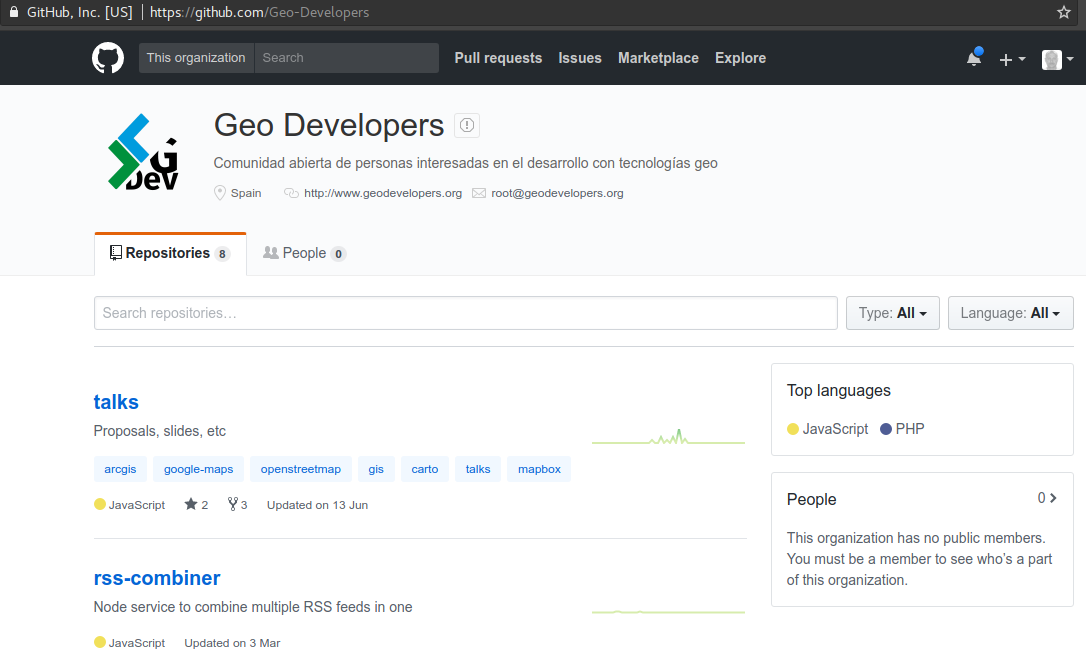 GitHub, Inc. [US] https://github.com/Geo-Developers
This organization Search Pull requests Issues Marketplace Explore
G
DeV
Geo Developers
Comunidad abierta de personas interesadas en el desarrollo con tecnologías geo
Spain http://www.geodevelopers.org root@geodevelopers.org
Repositories 8 People 0
Search repositories… Type: All Language: All
talks
Proposals, slides, etc
arcgis google-maps openstreetmap gis carto talks mapbox
JavaScript 2 3 Updated on 13 Jun
rss-combiner
Node service to combine multiple RSS feeds in one
JavaScript Updated on 3 Mar
Top languages
JavaScript PHP
People 0
This organization has no public members.
You must be a member to see who's a part
of this organization.